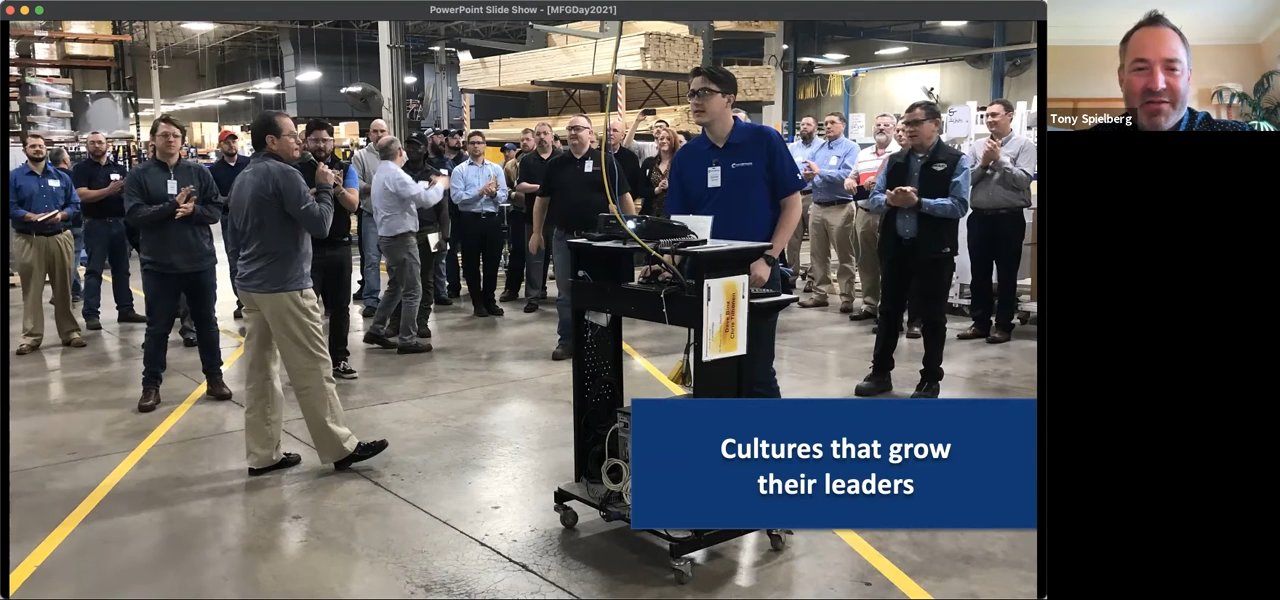 PowerPoint Slide Show - [MFGDay2021]
Tony Spielberg
Cultures that grow
their leaders